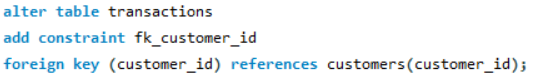 alter table transactions
add constraint fk_customer_id
foreign key (customer_id) references customers(customer_id);